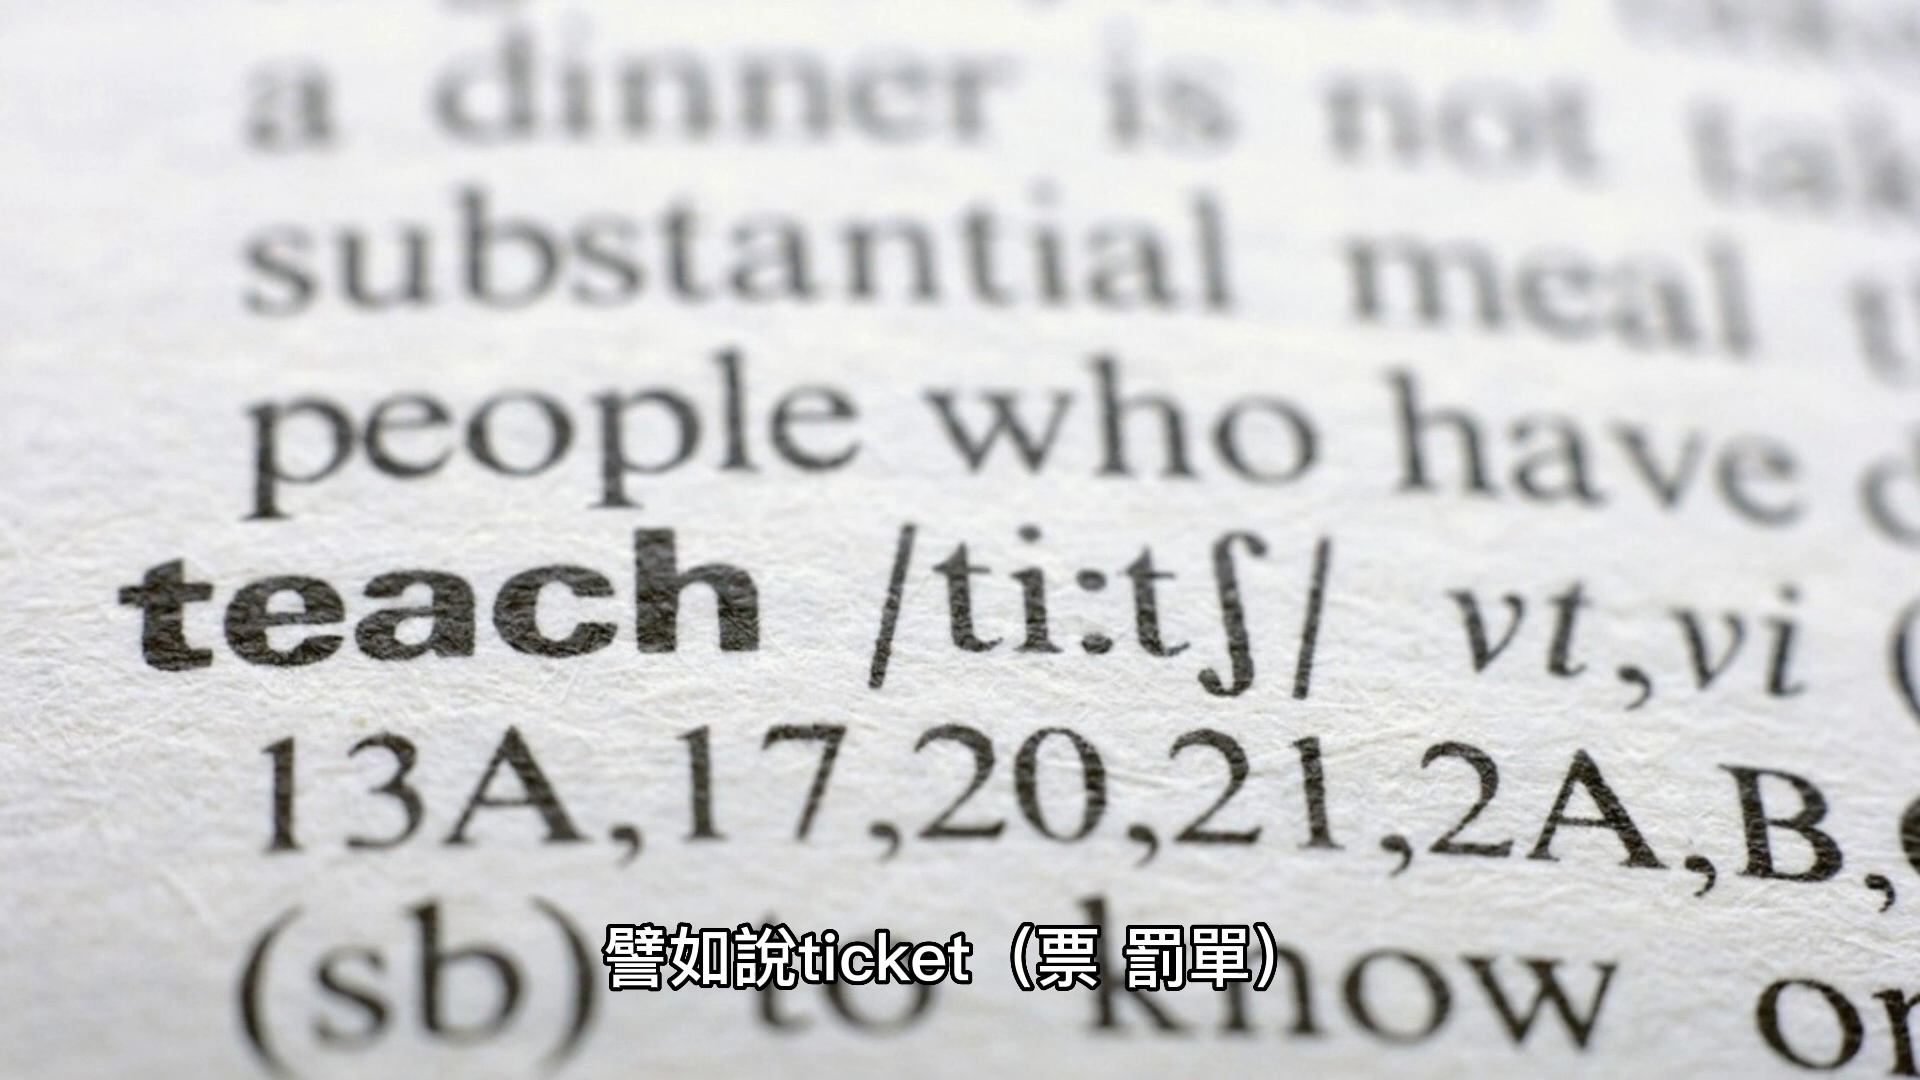 a dinner is not
substantial meal
people who have
teach /ti:tʃ/ vt,vi (
13A,17,20,21,2A,B,
(sb) to know or
譬如說ticket（票 罰單）